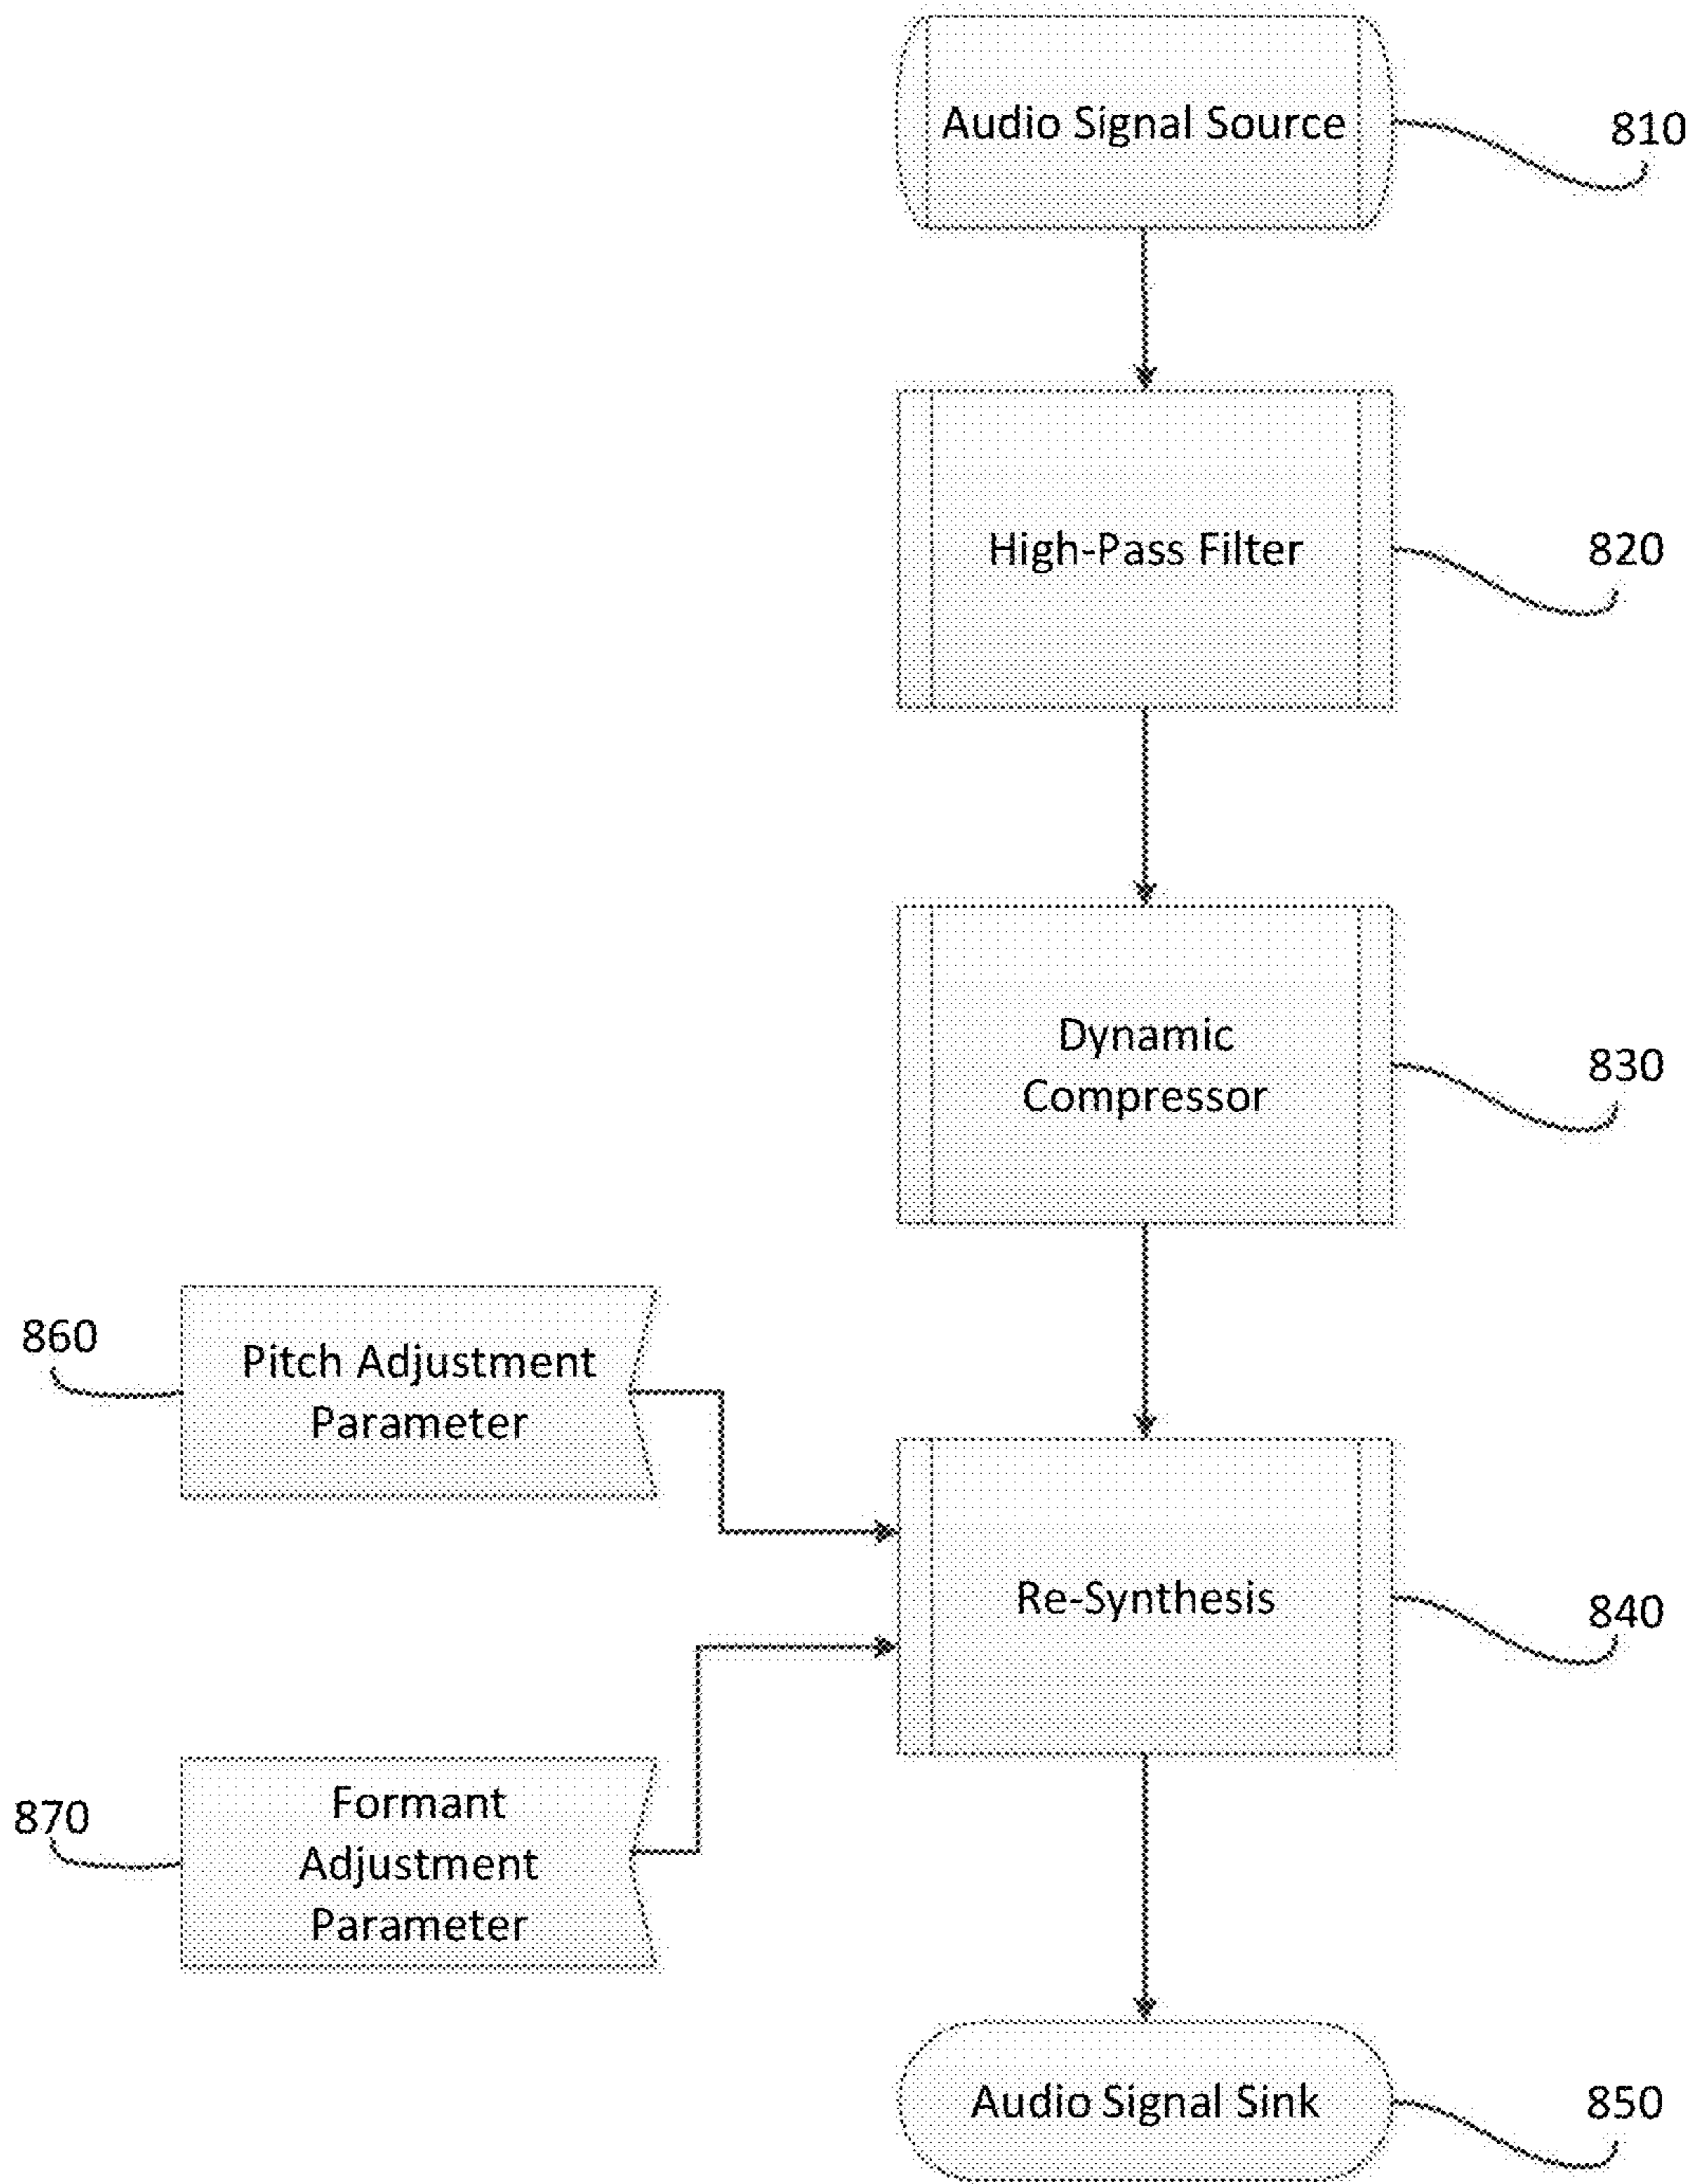 Audio Signal Source
810
High-Pass Filter
820
Dynamic
Compressor
830
860
Pitch Adjustment
Parameter
Re-Synthesis
840
870
Formant
Adjustment
Parameter
Audio Signal Sink
850